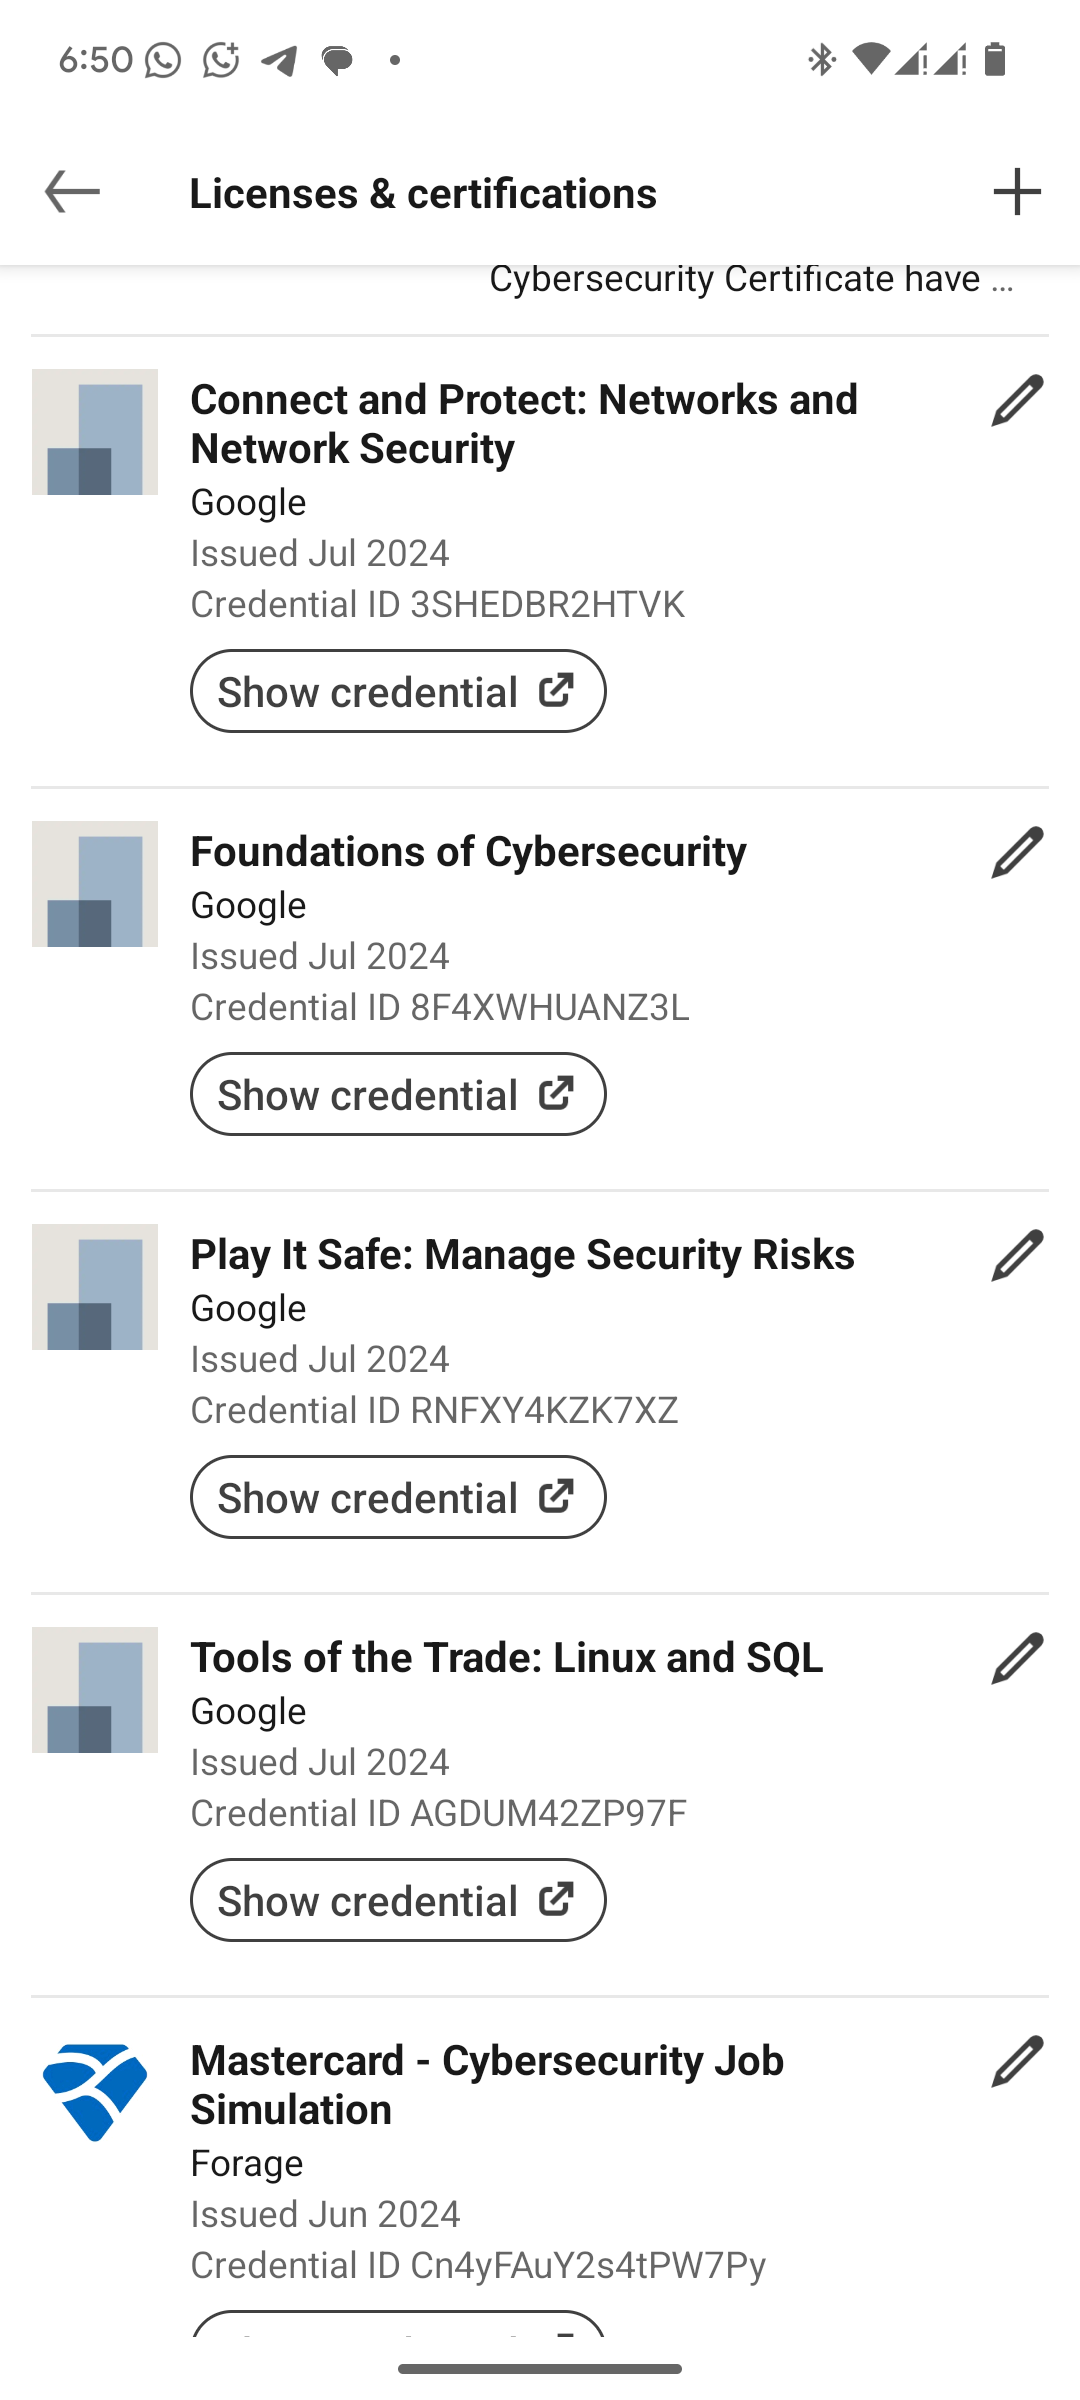 6:50
Licenses & certifications
Cybersecurity Certificate have ...
Connect and Protect: Networks and
Network Security
Google
Issued Jul 2024
Credential ID 3SHEDBR2HTVK
Show credential
Foundations of Cybersecurity
Google
Issued Jul 2024
Credential ID 8F4XWHUANZ3L
Show credential
Play It Safe: Manage Security Risks
Google
Issued Jul 2024
Credential ID RNFXY4KZK7XZ
Show credential
Tools of the Trade: Linux and SQL
Google
Issued Jul 2024
Credential ID AGDUM42ZP97F
Show credential
Mastercard - Cybersecurity Job
Simulation
Forage
Issued Jun 2024
Credential ID Cn4yFAuY2s4tPW7Py